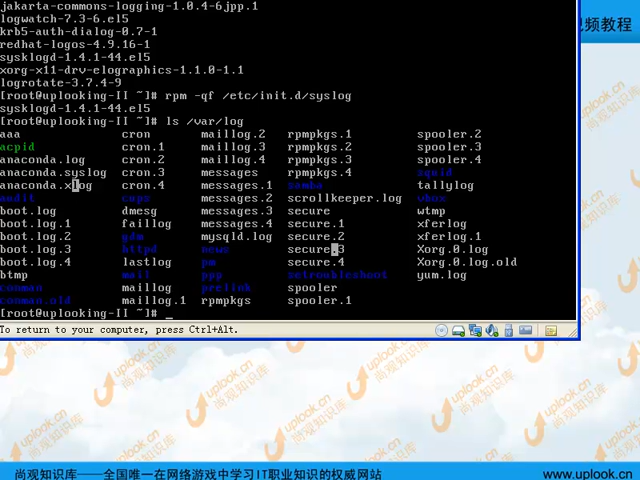 jakarta-commons-logging-1.0.4-6jpp.1
logwatch-7.3-6.el5
krb5-auth-dialog-0.7-1
redhat-logos-4.9.16-1
sysklogd-1.4.1-44.el5
xorg-x11-drv-elographics-1.1.0-1.1
logrotate-3.7.4-9
[root@uplooking-II ~]# rpm -qf /etc/init.d/syslog
sysklogd-1.4.1-44.el5
[root@uplooking-II ~]# ls /var/log
aaa cron maillog.2 rpmpkgs.1 spooler.2
acpid cron.1 maillog.3 rpmpkgs.2 spooler.3
anaconda.log cron.2 maillog.4 rpmpkgs.3 spooler.4
anaconda.syslog cron.3 messages rpmpkgs.4 squid
anaconda.xlog cron.4 messages.1 samba tallylog
audit cups messages.2 scrollkeeper.log vbox
boot.log dmesg messages.3 secure wtmp
boot.log.1 faillog messages.4 secure.1 xferlog
boot.log.2 gdm mysqld.log secure.2 xferlog.1
boot.log.3 httpd news secure.3 Xorg.0.log
boot.log.4 lastlog pm secure.4 Xorg.0.log.old
btmp mail ppp setroubleshoot yum.log
conman maillog prelink spooler
conman.old maillog.1 rpmpkgs spooler.1
[root@uplooking-II ~]# _
To return to your computer, press Ctrl+Alt.
视频教程
uplook.cn
尚观知识库
尚观知识库——全国唯一在网络游戏中学习IT职业知识的权威网站
www.uplook.cn